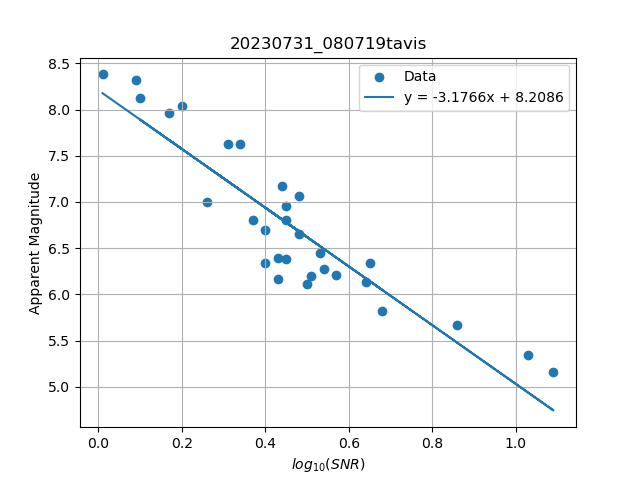 20230731_080719tavis
8.5
8.0
7.5
7.0
6.5
6.0
5.5
5.0
Apparent Magnitude
Data
y = -3.1766x + 8.2086
0.0 0.2 0.4 0.6 0.8 1.0
log₁₀(SNR)